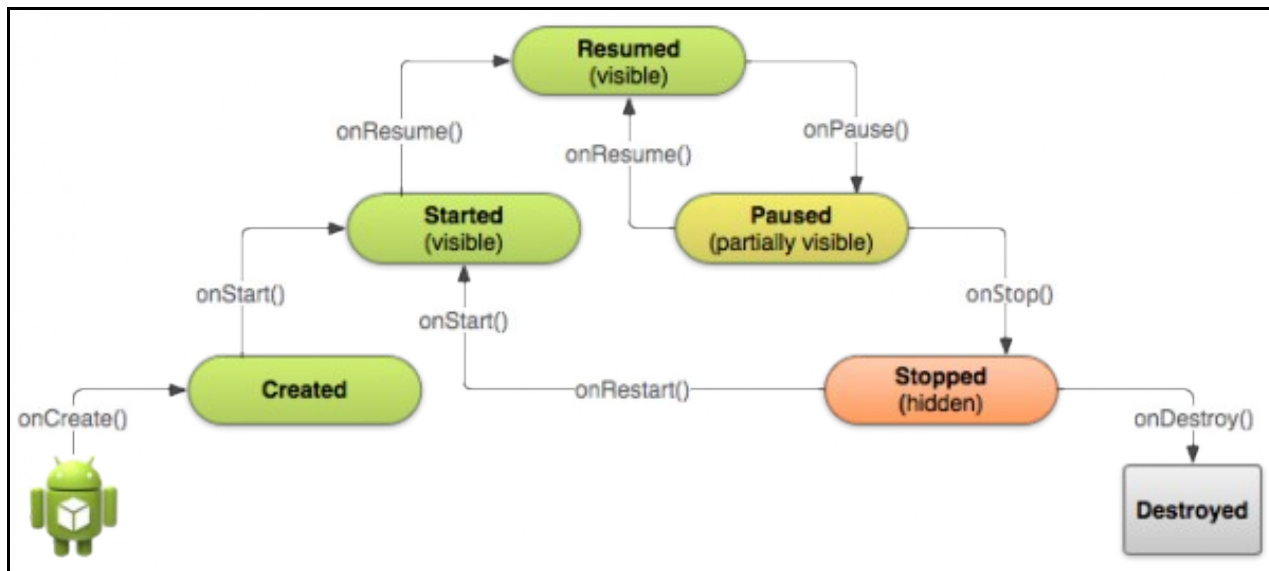 Resumed
(visible)
onResume()
onResume()
onPause()
Started
(visible)
Paused
(partially visible)
onStart()
onStart()
onStop()
Created
onRestart()
Stopped
(hidden)
onCreate()
onDestroy()
Destroyed